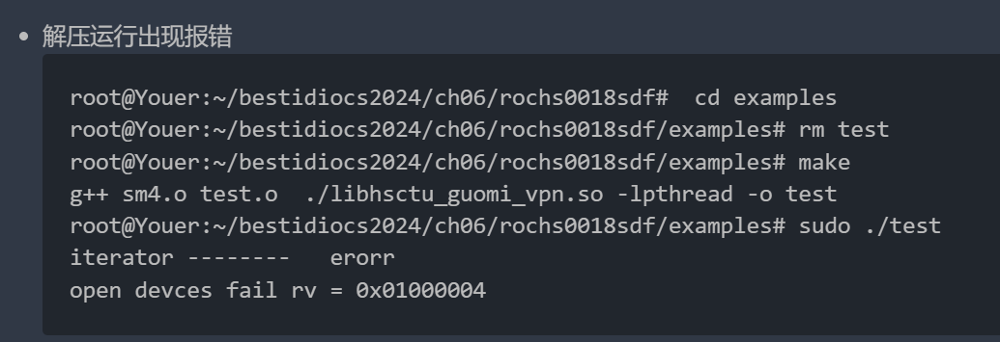 解压运行出现报错
root@Youer:~/bestidiocs2024/ch06/rochs0018sdf#  cd examples
root@Youer:~/bestidiocs2024/ch06/rochs0018sdf/examples# rm test
root@Youer:~/bestidiocs2024/ch06/rochs0018sdf/examples# make
g++ sm4.o test.o  ./libhsctu_guomi_vpn.so -lpthread -o test
root@Youer:~/bestidiocs2024/ch06/rochs0018sdf/examples# sudo ./test
iterator --------   erorr
open devces fail rv = 0x01000004